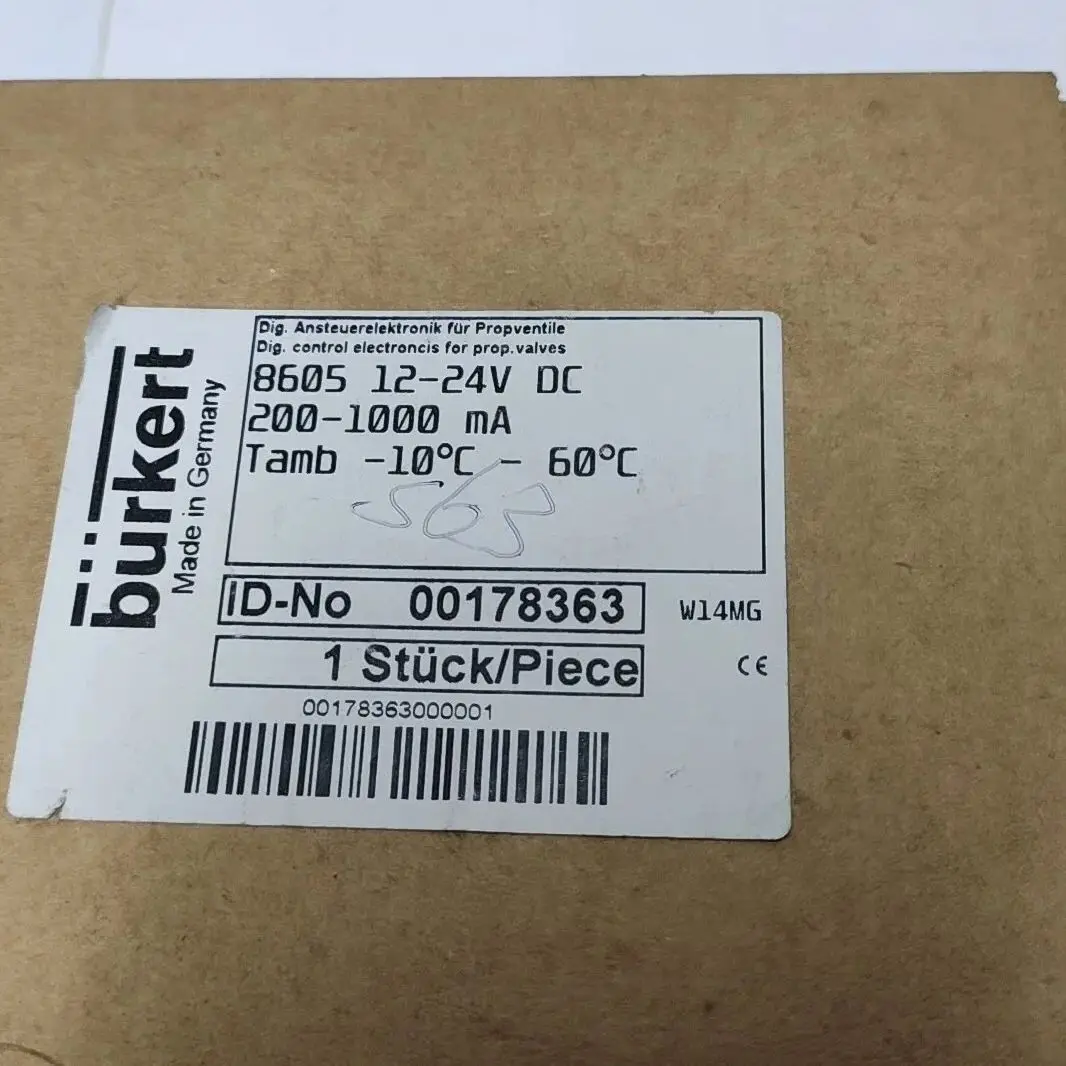 bürkert
Made in Germany
Dig. Ansteuerelektronik für Propventile
Dig. control electroncis for prop.valves
8605 12-24V DC
200-1000 mA
Tamb -10°C - 60°C
565
ID-No 00178363
W14MG
1 Stück/Piece
CE
00178363000001